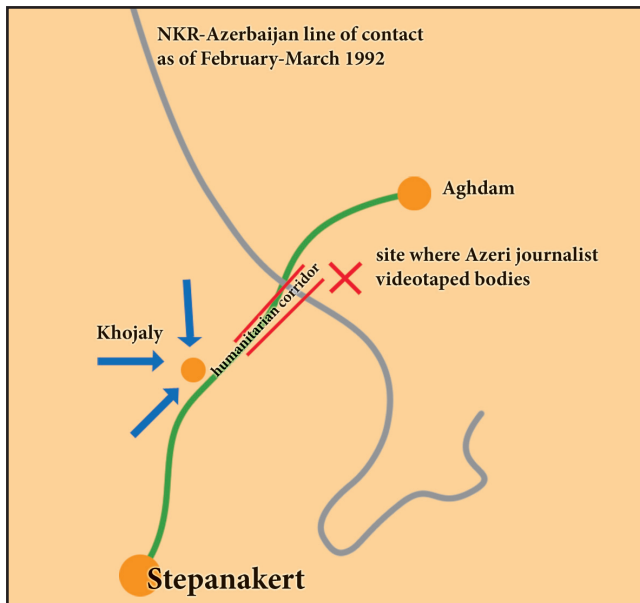 NKR-Azerbaijan line of contact
as of February-March 1992
Aghdam
site where Azeri journalist
videotaped bodies
humanitarian corridor
Khojaly
Stepanakert